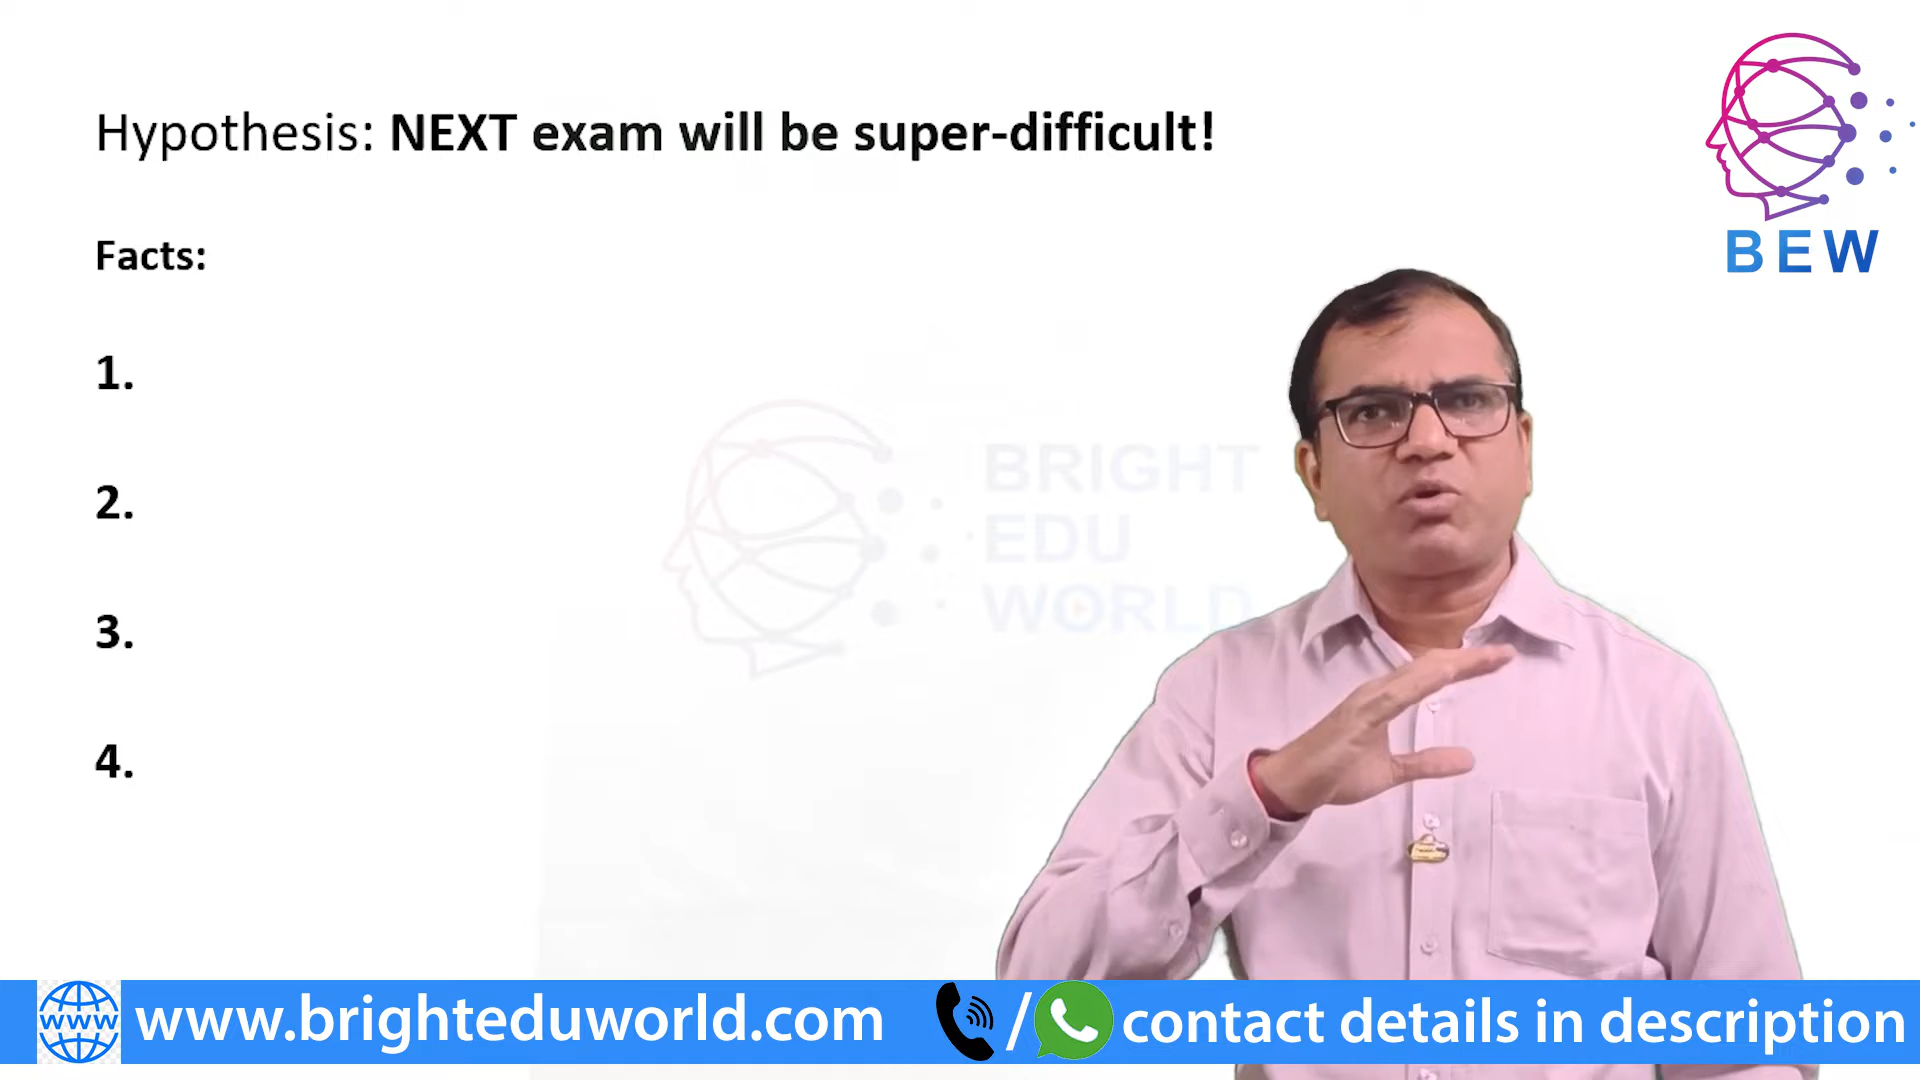 Hypothesis: NEXT exam will be super-difficult!
BEW
Facts:
1.
2.
3.
4.
BRIGHT
EDU
WORLD
www
www.brighteduworld.com
/
contact details in description